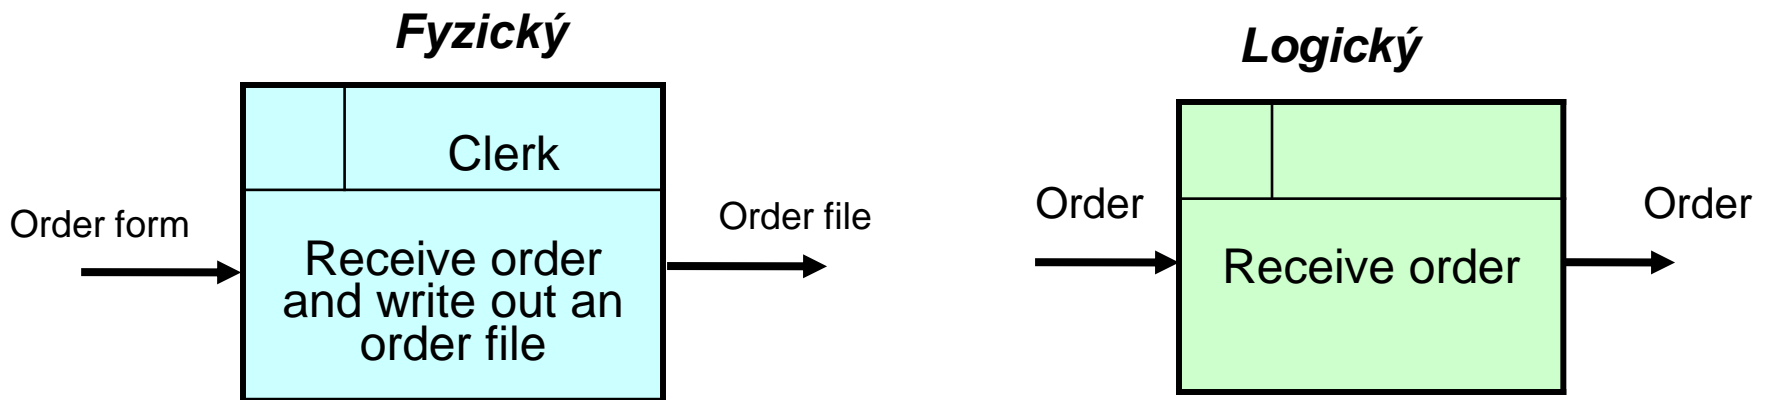 Fyzický
Clerk
Order form
Order file
Receive order
and write out an
order file
Logický
Order
Order
Receive order